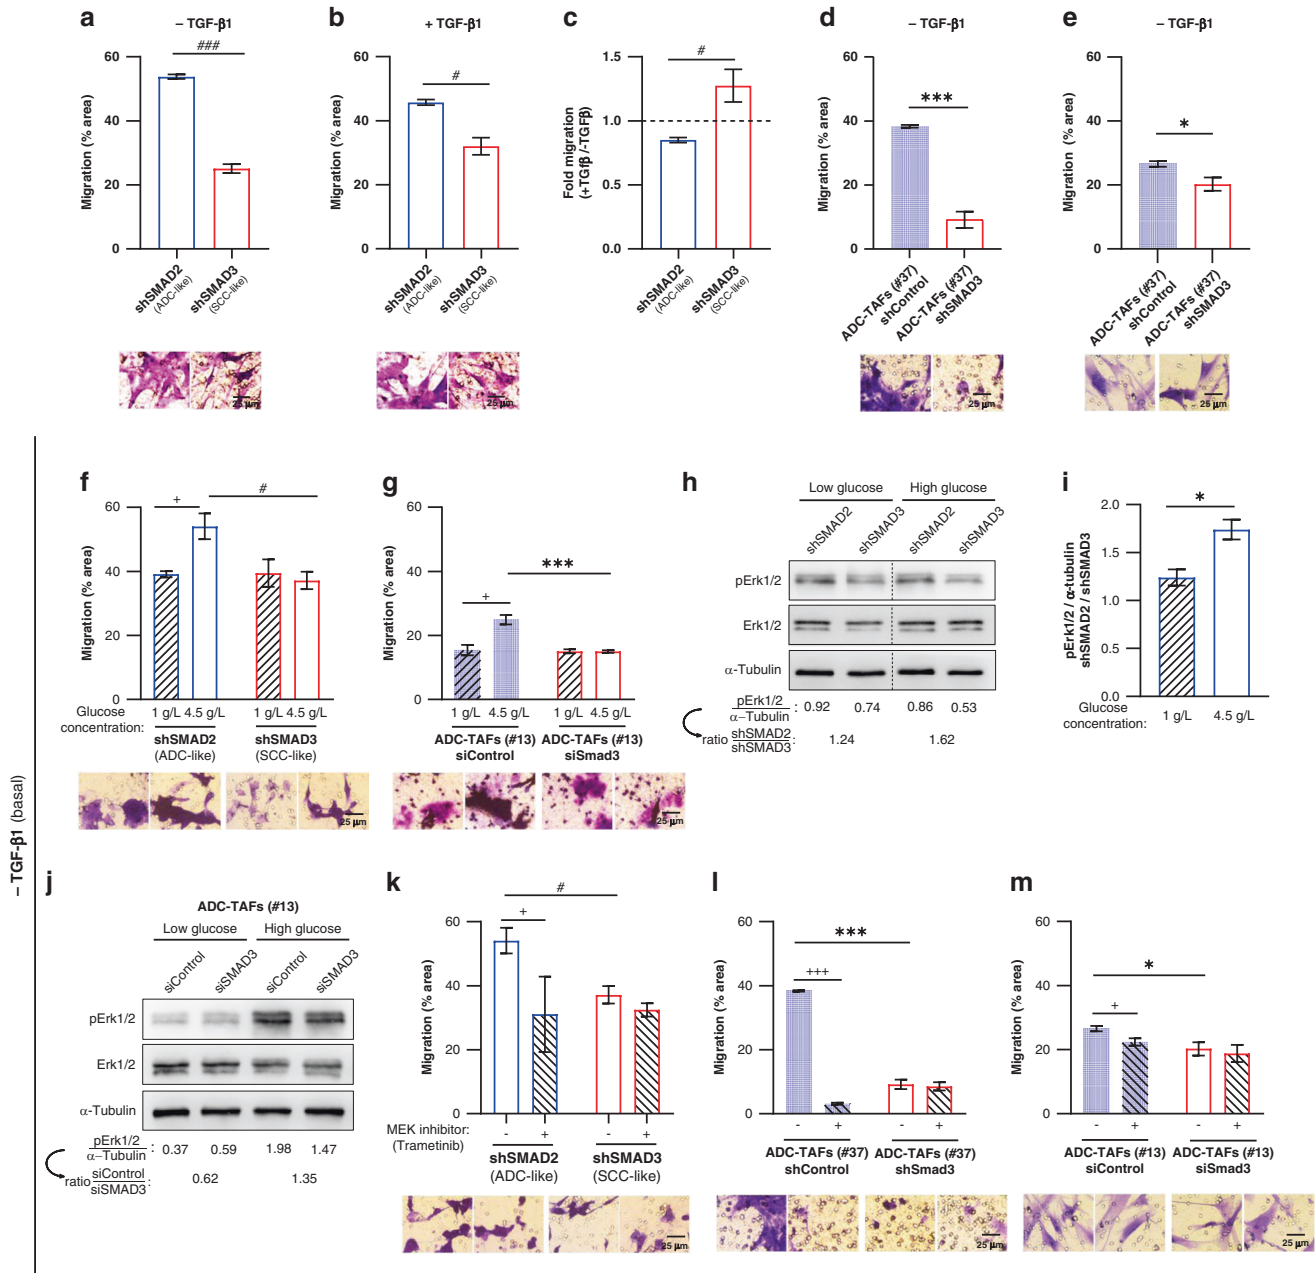 a
– TGF-β1
###
60
40
20
0
Migration (% area)
shSMAD2
(ADC-like)
shSMAD3
(SCC-like)
25 μm
b
+ TGF-β1
#
60
40
20
0
Migration (% area)
shSMAD2
(ADC-like)
shSMAD3
(SCC-like)
25 μm
c
#
1.5
1.0
0.5
0.0
Fold migration
(+TGfβ /-TGFβ)
shSMAD2
(ADC-like)
shSMAD3
(SCC-like)
d
– TGF-β1
***
60
40
20
0
Migration (% area)
ADC-TAFs (#37)
shControl
ADC-TAFs (#37)
shSMAD3
25 μm
e
– TGF-β1
*
60
40
20
0
Migration (% area)
ADC-TAFs (#37)
shControl
ADC-TAFs (#37)
shSMAD3
25 μm
– TGF-β1 (basal)
f
+
#
60
40
20
0
Migration (% area)
Glucose
concentration:
1 g/L 4.5 g/L 1 g/L 4.5 g/L
shSMAD2
(ADC-like)
shSMAD3
(SCC-like)
25 μm
g
+
***
60
40
20
0
Migration (% area)
1 g/L 4.5 g/L 1 g/L 4.5 g/L
ADC-TAFs (#13)
siControl
ADC-TAFs (#13)
siSmad3
25 μm
h
Low glucose High glucose
shSMAD2 shSMAD3 shSMAD2 shSMAD3
pErk1/2
Erk1/2
α-Tubulin
pErk1/2
α–Tubulin
: 0.92 0.74 0.86 0.53
ratio shSMAD2
shSMAD3
: 1.24 1.62
i
*
2.0
1.5
1.0
0.5
0.0
pErk1/2 / α-tubulin
shSMAD2 / shSMAD3
Glucose
concentration:
1 g/L 4.5 g/L
j
ADC-TAFs (#13)
Low glucose High glucose
siControl siSMAD3 siControl siSMAD3
pErk1/2
Erk1/2
α-Tubulin
pErk1/2
α–Tubulin
: 0.37 0.59 1.98 1.47
ratio siControl
siSMAD3
: 0.62 1.35
k
#
+
60
40
20
0
Migration (% area)
MEK inhibitor:
(Trametinib)
- + - +
shSMAD2
(ADC-like)
shSMAD3
(SCC-like)
25 μm
l
***
+++
60
40
20
0
Migration (% area)
- + - +
ADC-TAFs (#37)
shControl
ADC-TAFs (#37)
shSmad3
25 μm
m
*
+
60
40
20
0
Migration (% area)
- + - +
ADC-TAFs (#13)
siControl
ADC-TAFs (#13)
siSmad3
25 μm